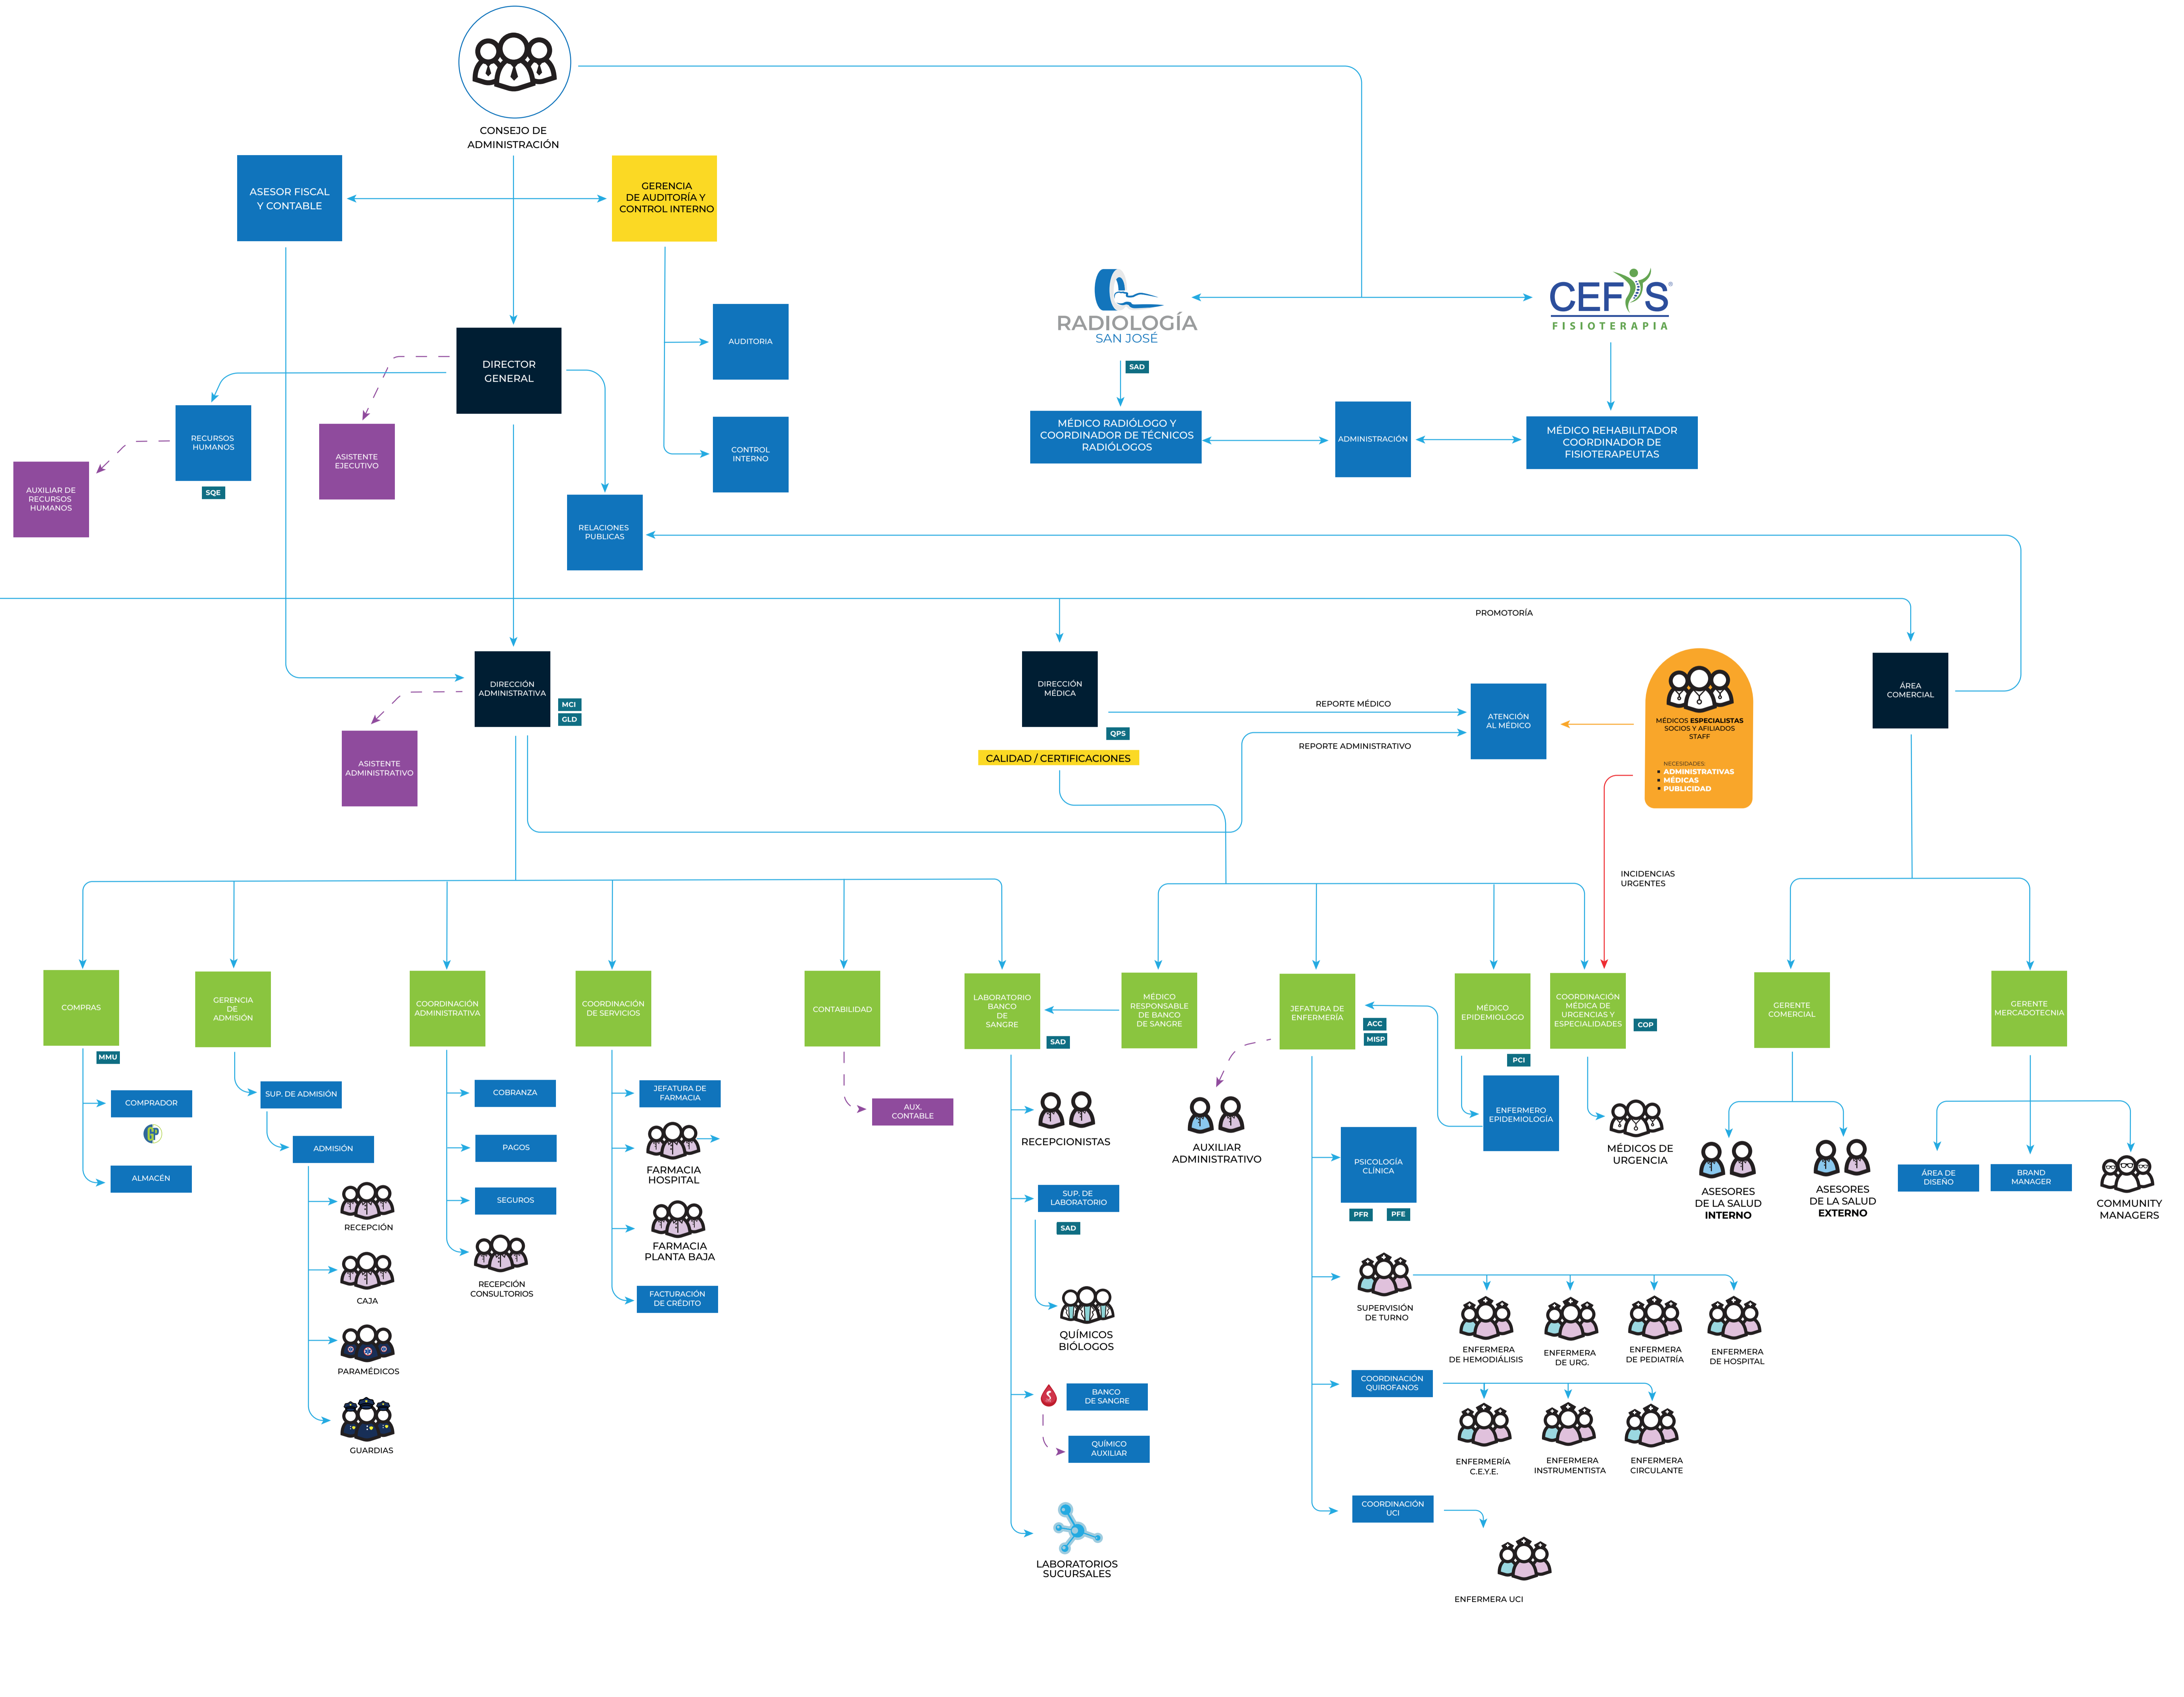 CONSEJO DE
ADMINISTRACIÓN
ASESOR FISCAL
Y CONTABLE
GERENCIA
DE AUDITORÍA Y
CONTROL INTERNO
DIRECTOR
GENERAL
AUDITORIA
CONTROL
INTERNO
RECURSOS
HUMANOS
SQE
AUXILIAR DE
RECURSOS
HUMANOS
ASISTENTE
EJECUTIVO
RELACIONES
PUBLICAS
RADIOLOGÍA
SAN JOSÉ
SAD
CEFIS®
FISIOTERAPIA
MÉDICO RADIÓLOGO Y
COORDINADOR DE TÉCNICOS
RADIÓLOGOS
ADMINISTRACIÓN
MÉDICO REHABILITADOR
COORDINADOR DE
FISIOTERAPEUTAS
PROMOTORÍA
DIRECCIÓN
ADMINISTRATIVA
MCI
GLD
ASISTENTE
ADMINISTRATIVO
DIRECCIÓN
MÉDICA
QPS
CALIDAD / CERTIFICACIONES
REPORTE MÉDICO
REPORTE ADMINISTRATIVO
ATENCIÓN
AL MÉDICO
MÉDICOS ESPECIALISTAS
SOCIOS Y AFILIADOS
STAFF
NECESIDADES:
▪ ADMINISTRATIVAS
▪ MÉDICAS
▪ PUBLICIDAD
ÁREA
COMERCIAL
INCIDENCIAS
URGENTES
COMPRAS
MMU
COMPRADOR
GP
ALMACÉN
GERENCIA
DE
ADMISIÓN
SUP. DE ADMISIÓN
ADMISIÓN
RECEPCIÓN
CAJA
PARAMÉDICOS
GUARDIAS
COORDINACIÓN
ADMINISTRATIVA
COBRANZA
PAGOS
SEGUROS
RECEPCIÓN
CONSULTORIOS
COORDINACIÓN
DE SERVICIOS
JEFATURA DE
FARMACIA
FARMACIA
HOSPITAL
FARMACIA
PLANTA BAJA
FACTURACIÓN
DE CRÉDITO
CONTABILIDAD
AUX.
CONTABLE
LABORATORIO
BANCO
DE
SANGRE
SAD
RECEPCIONISTAS
SUP. DE
LABORATORIO
SAD
QUÍMICOS
BIÓLOGOS
BANCO
DE SANGRE
QUÍMICO
AUXILIAR
LABORATORIOS
SUCURSALES
MÉDICO
RESPONSABLE
DE BANCO
DE SANGRE
JEFATURA DE
ENFERMERÍA
ACC
MISP
AUXILIAR
ADMINISTRATIVO
PSICOLOGÍA
CLÍNICA
PFR
PFE
SUPERVISIÓN
DE TURNO
ENFERMERA
DE HEMODIÁLISIS
ENFERMERA
DE URG.
ENFERMERA
DE PEDIATRÍA
ENFERMERA
DE HOSPITAL
COORDINACIÓN
QUIROFANOS
ENFERMERÍA
C.E.Y.E.
ENFERMERA
INSTRUMENTISTA
ENFERMERA
CIRCULANTE
COORDINACIÓN
UCI
ENFERMERA UCI
MÉDICO
EPIDEMIOLOGO
PCI
ENFERMERO
EPIDEMIOLOGÍA
COORDINACIÓN
MÉDICA DE
URGENCIAS Y
ESPECIALIDADES
COP
MÉDICOS DE
URGENCIA
GERENTE
COMERCIAL
ASESORES
DE LA SALUD
INTERNO
ASESORES
DE LA SALUD
EXTERNO
GERENTE
MERCADOTECNIA
ÁREA DE
DISEÑO
BRAND
MANAGER
COMMUNITY
MANAGERS